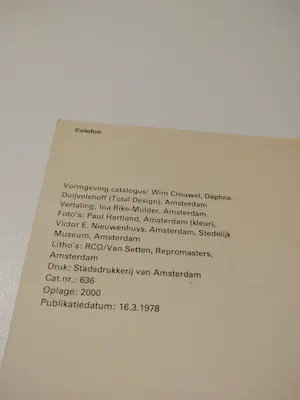 Colofon
Vormgeving catalogus: Wim Crouwel, Daphne
Duijvelshoff (Total Design), Amsterdam
Vertaling: Ina Rike-Mulder, Amsterdam
Foto's: Paul Hartland, Amsterdam (kleur),
Victor E. Nieuwenhuys, Amsterdam, Stedelijk
Museum, Amsterdam
Litho's: RCO/Van Setten, Repromasters,
Amsterdam
Druk: Stadsdrukkerij van Amsterdam
Cat.nr.: 636
Oplage: 2000
Publikatiedatum: 16.3.1978